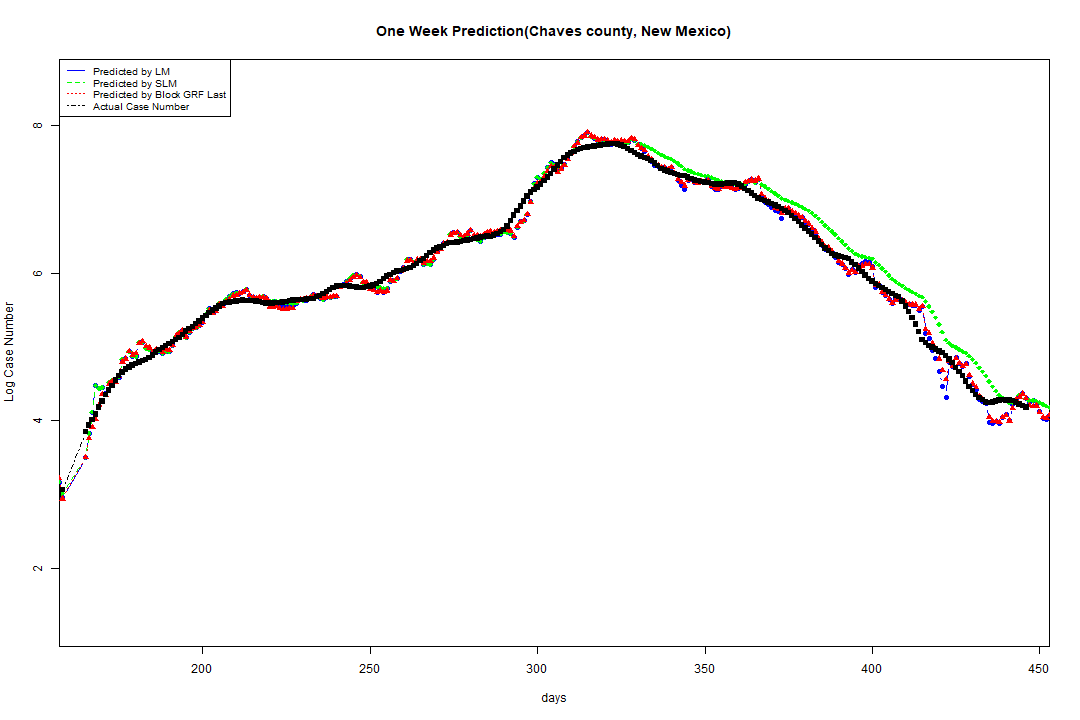 One Week Prediction(Chaves county, New Mexico)
Predicted by LM
Predicted by SLM
Predicted by Block GRF Last
Actual Case Number
8
6
4
2
Log Case Number
200
250
300
350
400
450
days